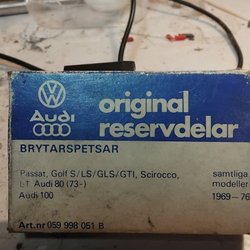 Audi
original
reservdelar
BRYTARSPETSAR
Passat, Golf S/LS/GLS/GTI, Scirocco,
LT Audi 80 (73-)
Audi 100
samtliga
modeller
1969-76
Art.nr 059 998 051 B